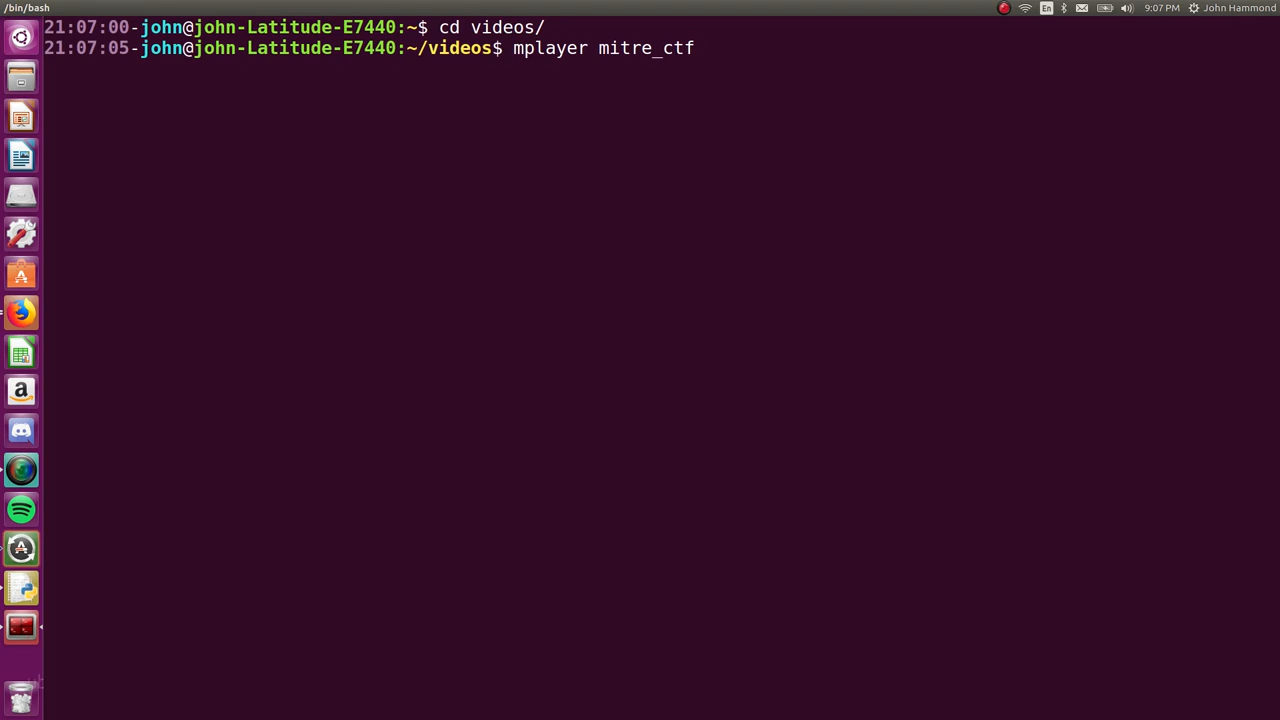 /bin/bash
En
9:07 PM
John Hammond
21:07:00-john@john-Latitude-E7440:~$ cd videos/
21:07:05-john@john-Latitude-E7440:~/videos$ mplayer mitre_ctf